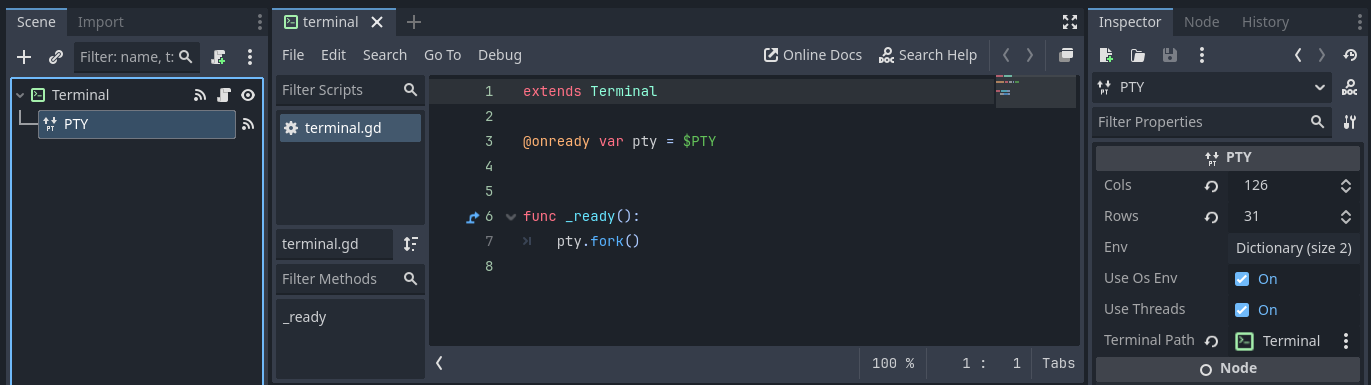 Scene Import
Filter: name, t:
Terminal
PTY
terminal
File Edit Search Go To Debug Online Docs Search Help
Filter Scripts
terminal.gd
terminal.gd
Filter Methods
_ready
1 extends Terminal
2
3 @onready var pty = $PTY
4
5
6 func _ready():
7 pty.fork()
8
100 % 1 : 1 Tabs
Inspector Node History
PTY
Filter Properties
PTY
Cols 126
Rows 31
Env Dictionary (size 2)
Use Os Env On
Use Threads On
Terminal Path Terminal
Node